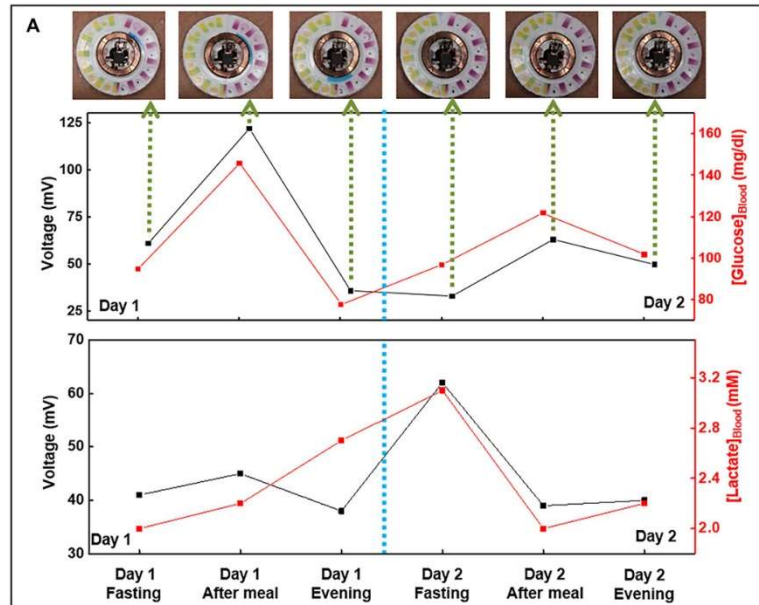 A
125
100
75
50
25
Voltage (mV)
160
140
120
100
80
[Glucose]Blood (mg/dl)
Day 1
Day 2
70
60
50
40
30
Voltage (mV)
3.2
2.8
2.4
2.0
[Lactate]Blood (mM)
Day 1
Day 2
Day 1
Fasting
Day 1
After meal
Day 1
Evening
Day 2
Fasting
Day 2
After meal
Day 2
Evening